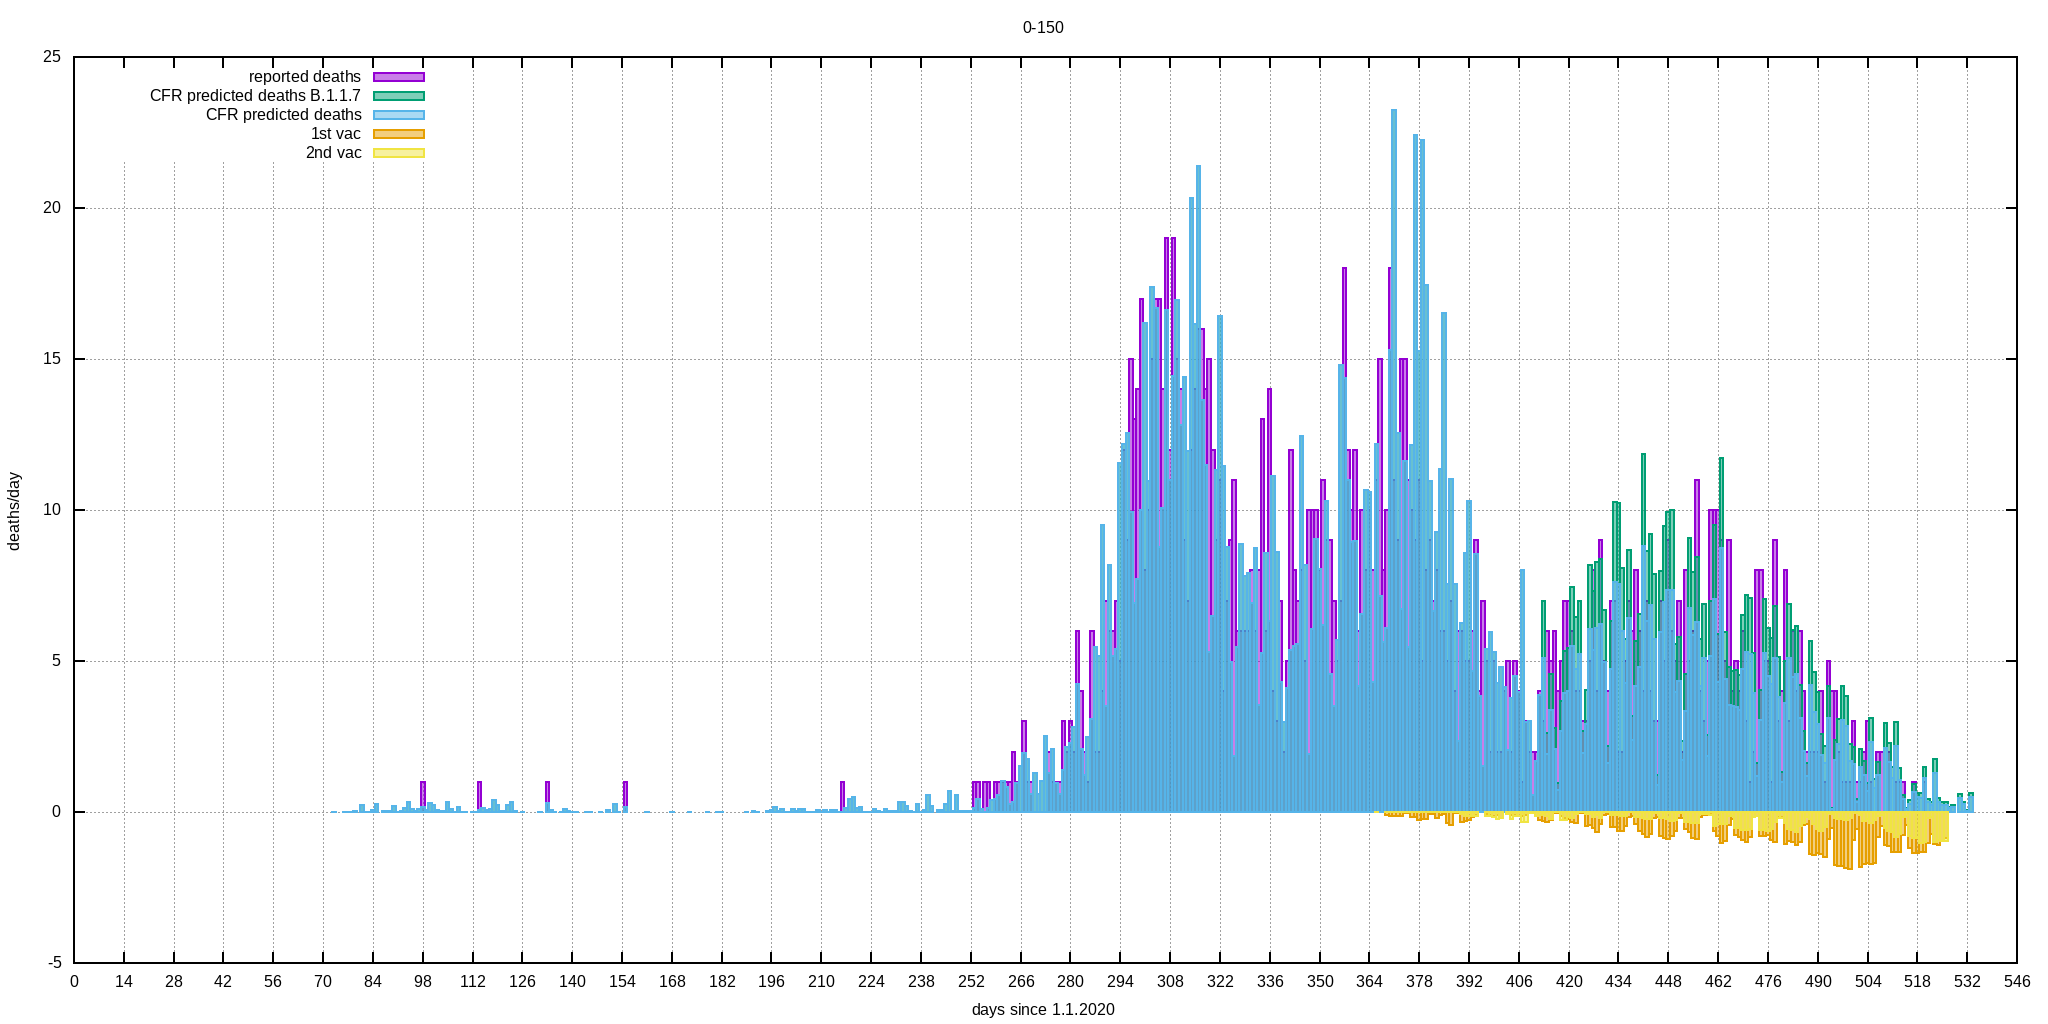 0-150
reported deaths
CFR predicted deaths B.1.1.7
CFR predicted deaths
1st vac
2nd vac
25
20
15
10
5
0
-5
deaths/day
0 14 28 42 56 70 84 98 112 126 140 154 168 182 196 210 224 238 252 266 280 294 308 322 336 350 364 378 392 406 420 434 448 462 476 490 504 518 532 546
days since 1.1.2020